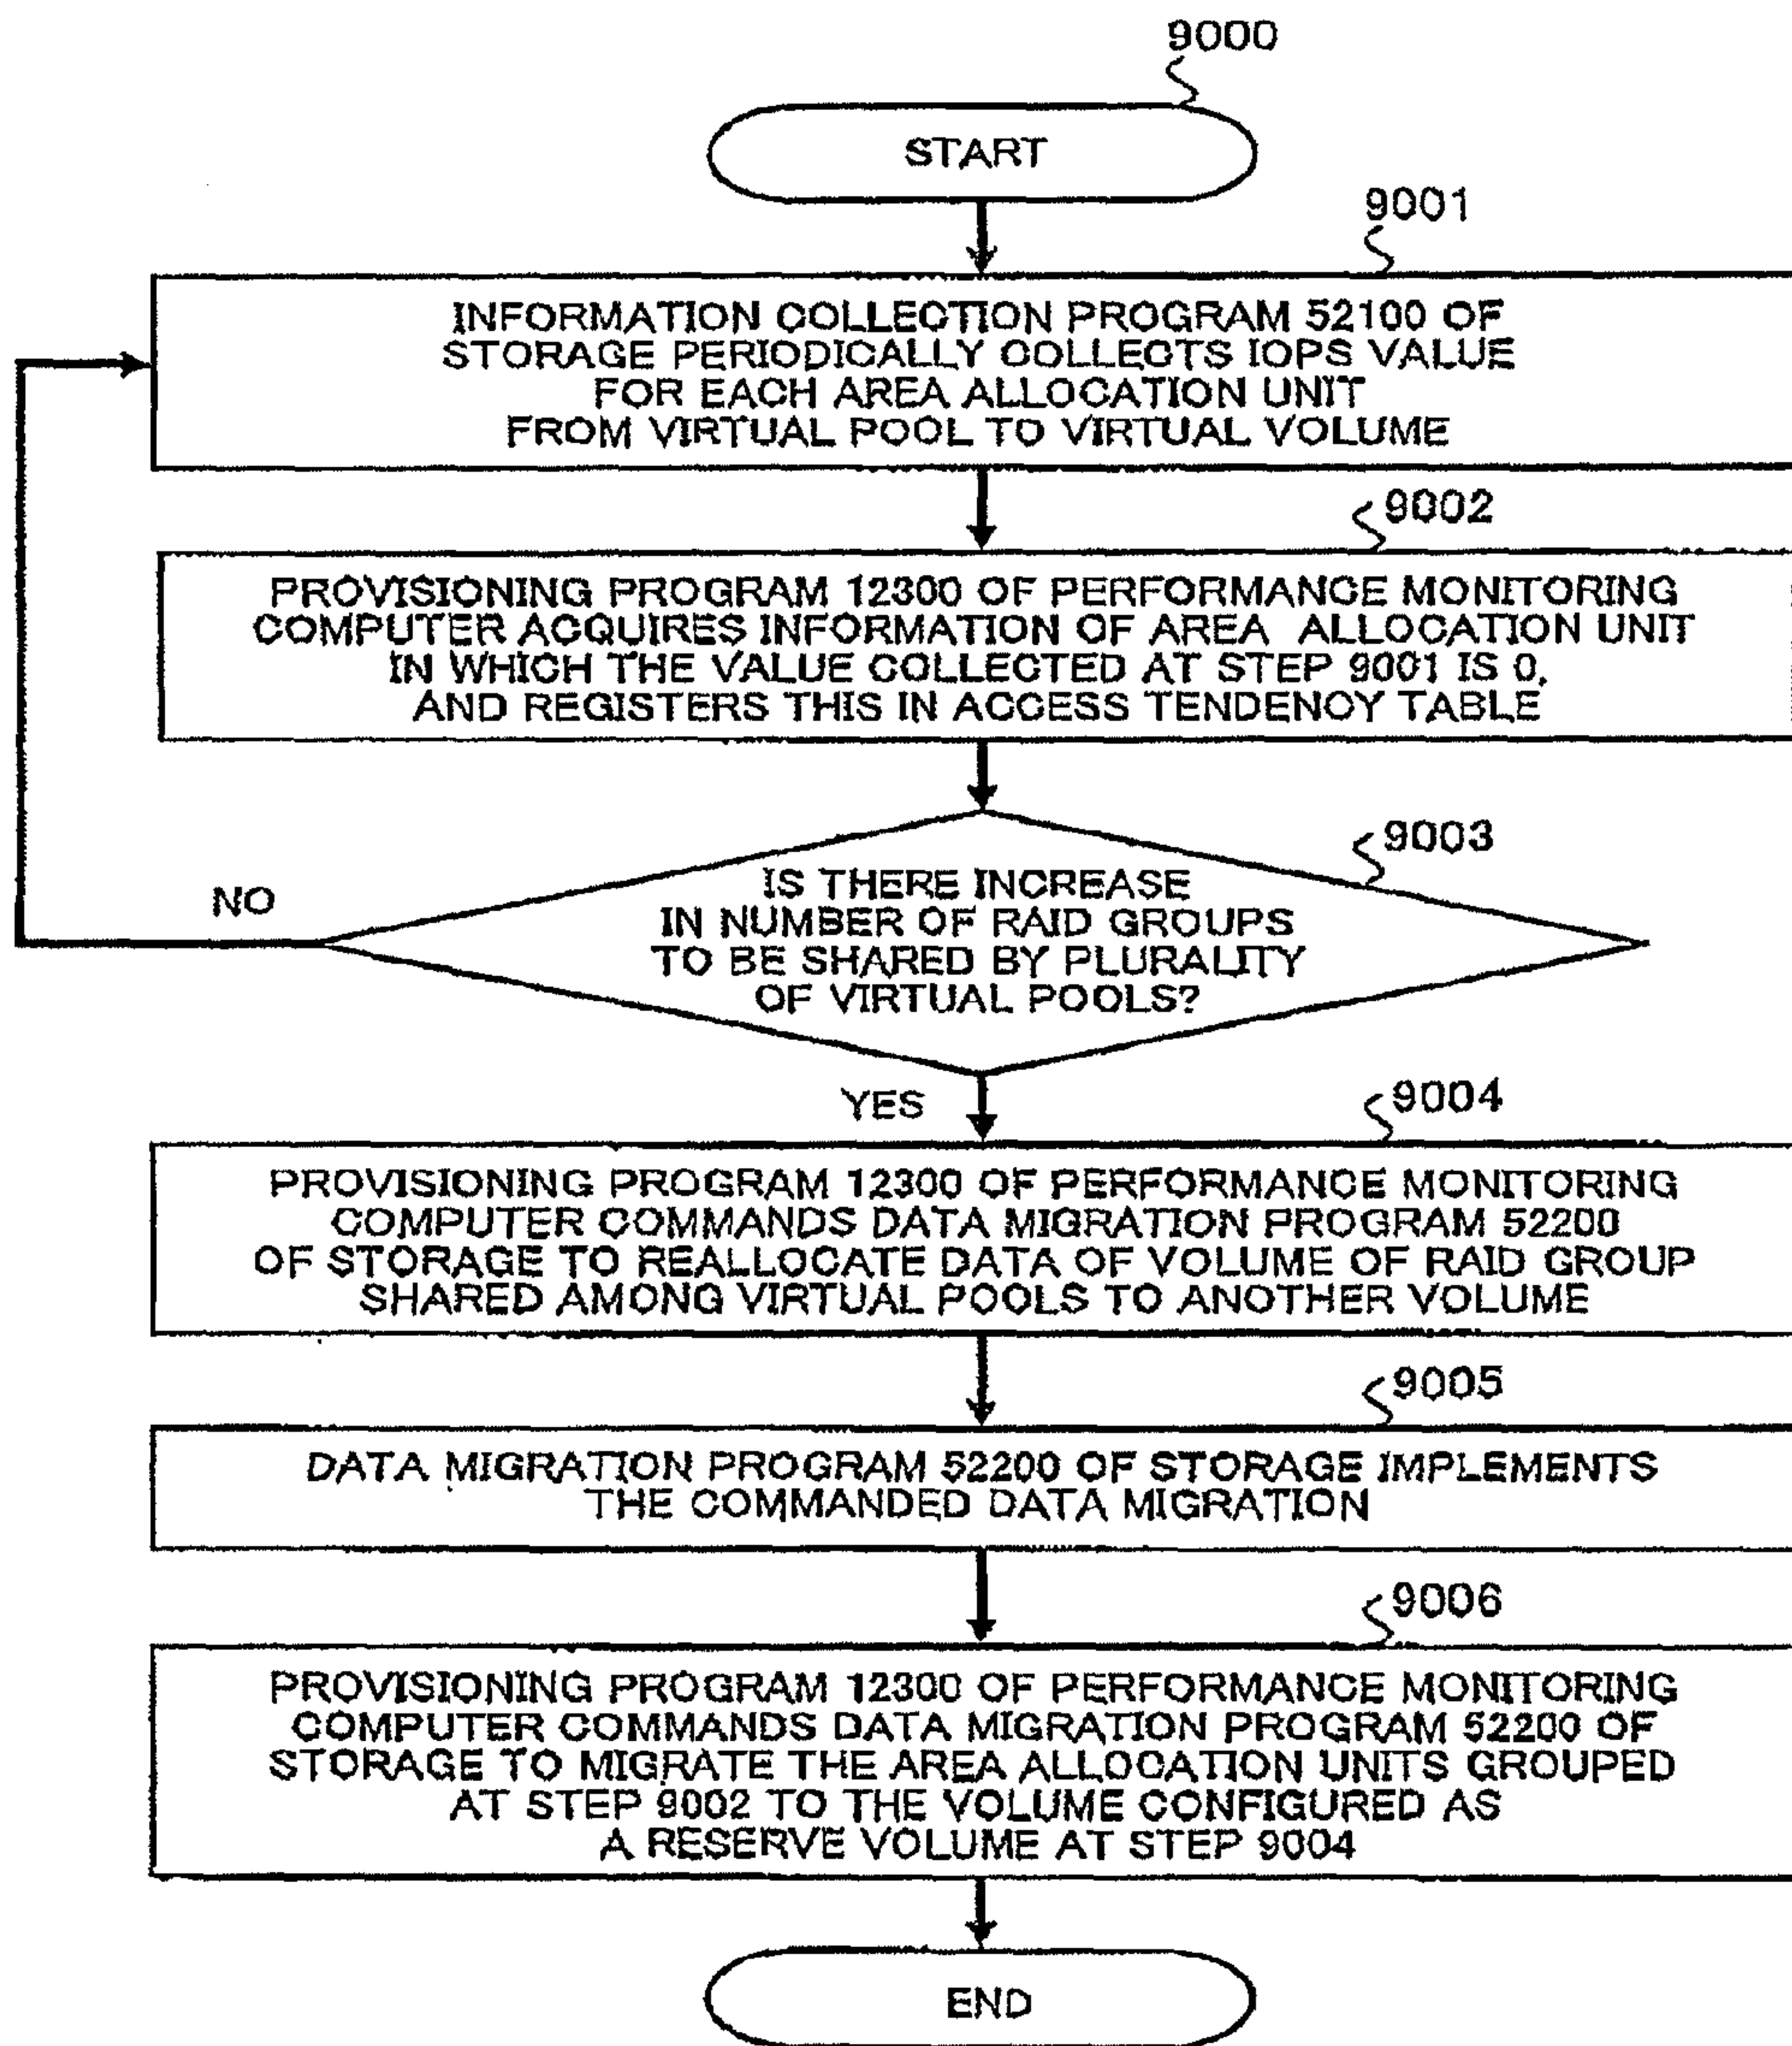 9000
START
9001
INFORMATION COLLECTION PROGRAM 52100 OF
STORAGE PERIODICALLY COLLECTS IOPS VALUE
FOR EACH AREA ALLOCATION UNIT
FROM VIRTUAL POOL TO VIRTUAL VOLUME
9002
PROVISIONING PROGRAM 12300 OF PERFORMANCE MONITORING
COMPUTER ACQUIRES INFORMATION OF AREA ALLOCATION UNIT
IN WHICH THE VALUE COLLECTED AT STEP 9001 IS 0,
AND REGISTERS THIS IN ACCESS TENDENCY TABLE
9003
IS THERE INCREASE
IN NUMBER OF RAID GROUPS
TO BE SHARED BY PLURALITY
OF VIRTUAL POOLS?
NO
YES
9004
PROVISIONING PROGRAM 12300 OF PERFORMANCE MONITORING
COMPUTER COMMANDS DATA MIGRATION PROGRAM 52200
OF STORAGE TO REALLOCATE DATA OF VOLUME OF RAID GROUP
SHARED AMONG VIRTUAL POOLS TO ANOTHER VOLUME
9005
DATA MIGRATION PROGRAM 52200 OF STORAGE IMPLEMENTS
THE COMMANDED DATA MIGRATION
9006
PROVISIONING PROGRAM 12300 OF PERFORMANCE MONITORING
COMPUTER COMMANDS DATA MIGRATION PROGRAM 52200 OF
STORAGE TO MIGRATE THE AREA ALLOCATION UNITS GROUPED
AT STEP 9002 TO THE VOLUME CONFIGURED AS
A RESERVE VOLUME AT STEP 9004
END